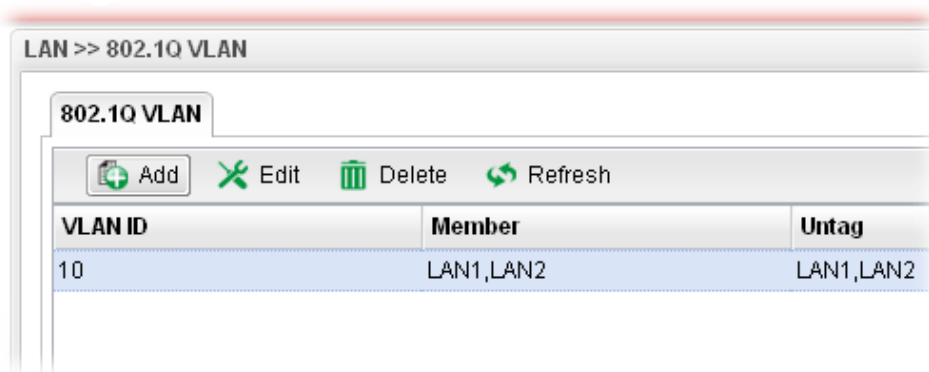 LAN >> 802.1Q VLAN
802.1Q VLAN
Add Edit Delete Refresh
VLAN ID Member Untag
10 LAN1,LAN2 LAN1,LAN2